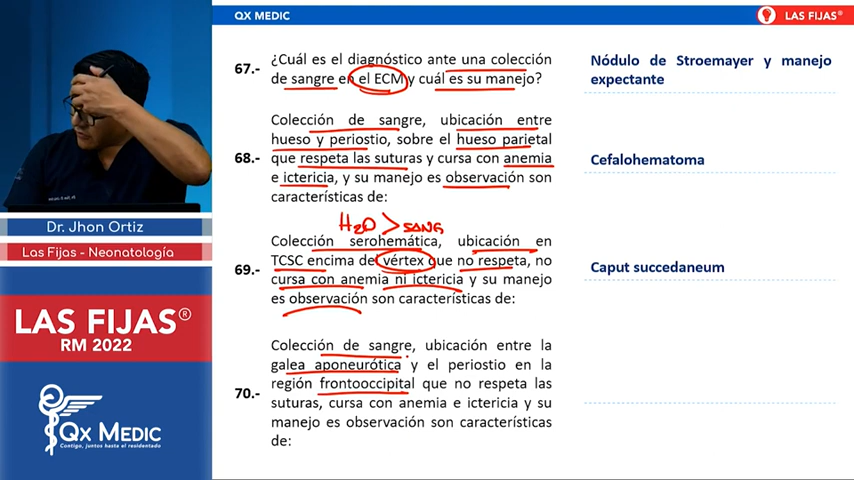 QX MEDIC
LAS FIJAS®
67.- ¿Cuál es el diagnóstico ante una colección
de sangre en el ECM y cuál es su manejo?
Nódulo de Stroemayer y manejo
expectante
Colección de sangre, ubicación entre
hueso y periostio, sobre el hueso parietal
68.- que respeta las suturas y cursa con anemia
e ictericia, y su manejo es observación son
características de:
Cefalohematoma
H2O > SANG
Colección serohemática, ubicación en
TCSC encima de vértex que no respeta, no
69.- cursa con anemia ni ictericia y su manejo
es observación son características de:
Caput succedaneum
Colección de sangre, ubicación entre la
galea aponeurótica y el periostio en la
región frontooccipital que no respeta las
70.- suturas, cursa con anemia e ictericia y su
manejo es observación son características
de:
Dr. Jhon Ortiz
Las Fijas - Neonatología
LAS FIJAS®
RM 2022
QX MEDIC
Contigo, juntos hasta el residentado